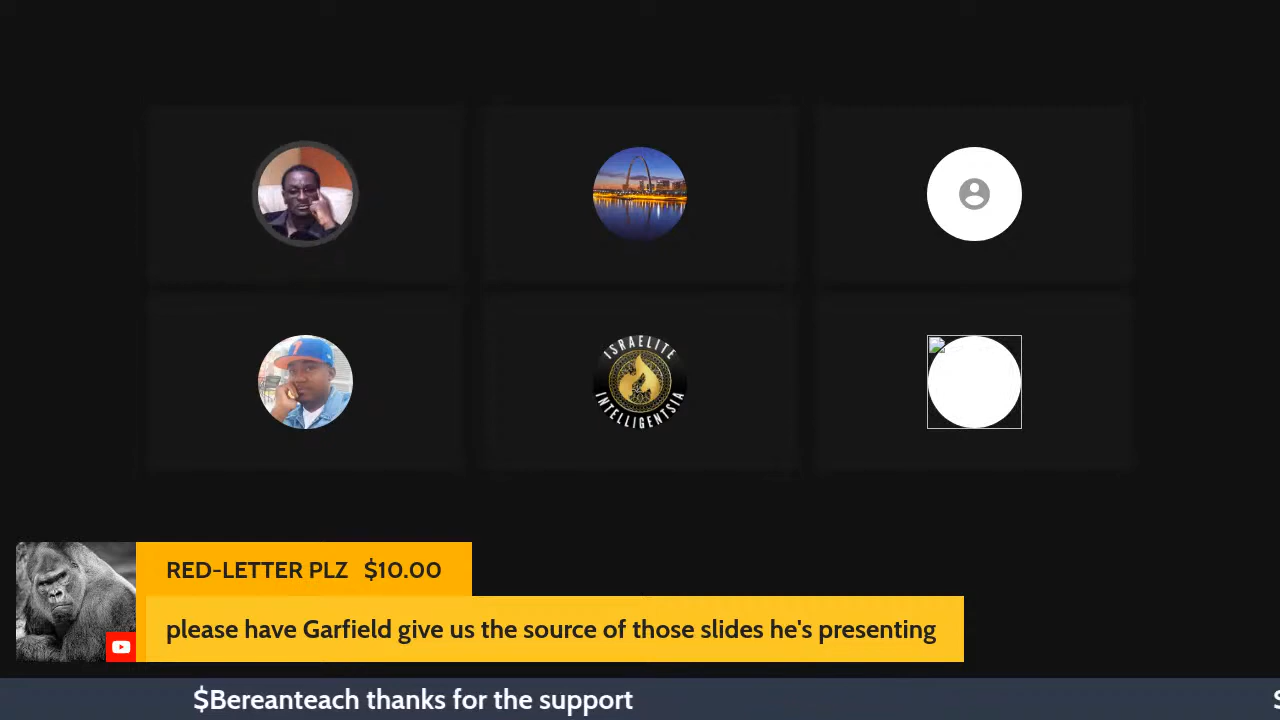 ISRAELITE
INTELLIGENTSIA
RED-LETTER PLZ $10.00
please have Garfield give us the source of those slides he's presenting
$Bereanteach thanks for the support